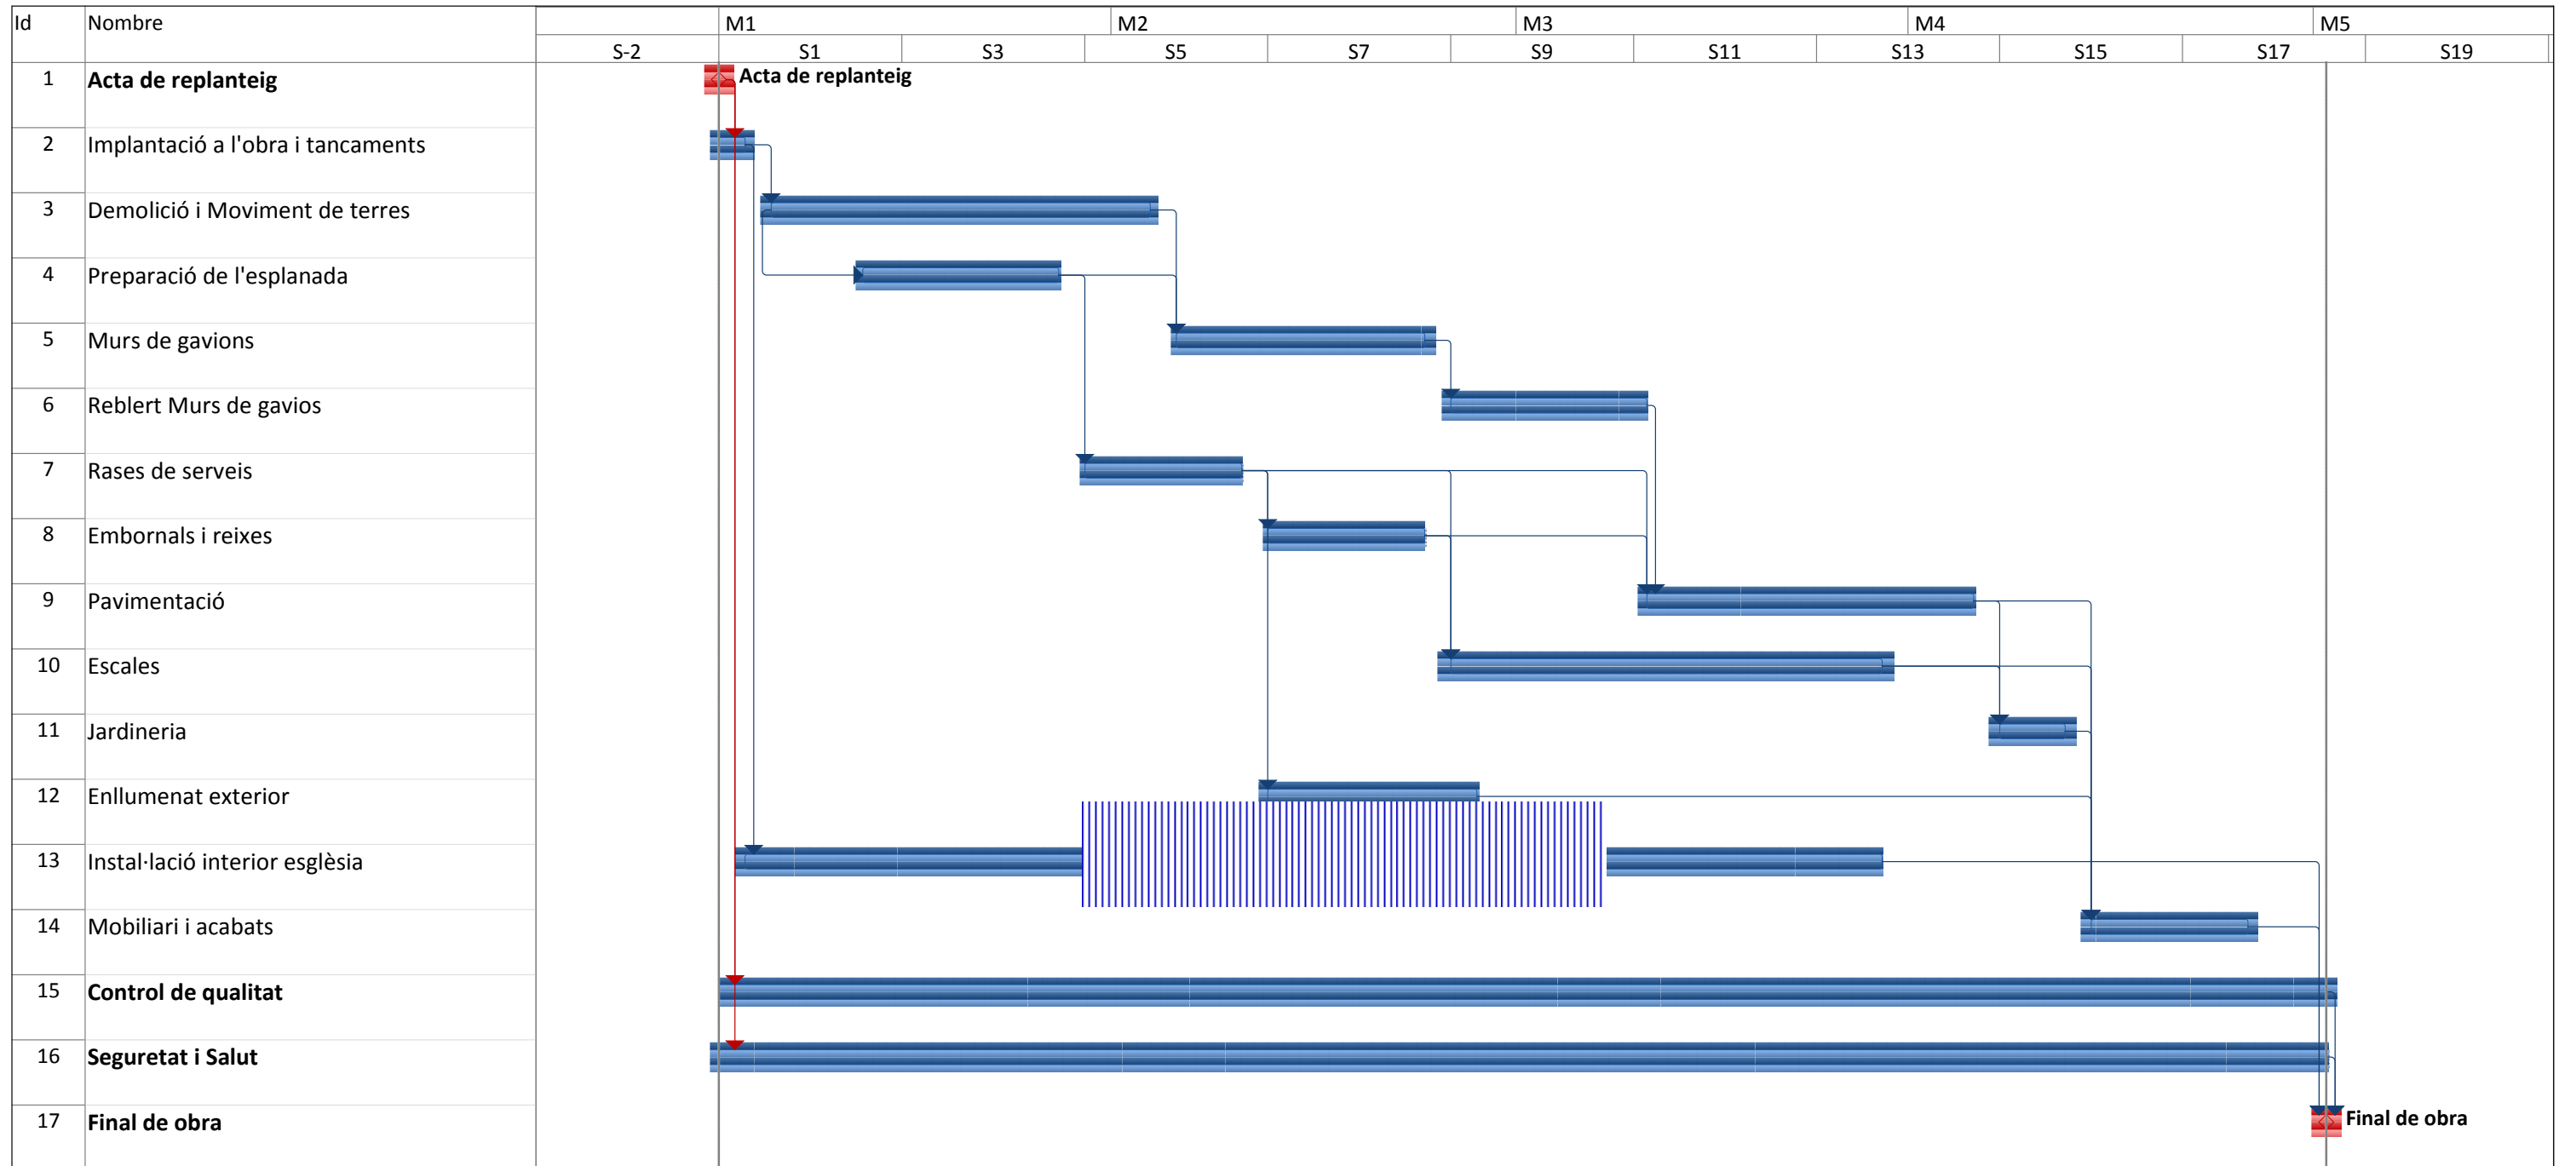 Id Nombre M1 M2 M3 M4 M5
S-2 S1 S3 S5 S7 S9 S11 S13 S15 S17 S19
1 Acta de replanteig Acta de replanteig
2 Implantació a l'obra i tancaments
3 Demolició i Moviment de terres
4 Preparació de l'esplanada
5 Murs de gavions
6 Reblert Murs de gavios
7 Rases de serveis
8 Embornals i reixes
9 Pavimentació
10 Escales
11 Jardineria
12 Enllumenat exterior
13 Instal·lació interior esglèsia
14 Mobiliari i acabats
15 Control de qualitat
16 Seguretat i Salut
17 Final de obra Final de obra